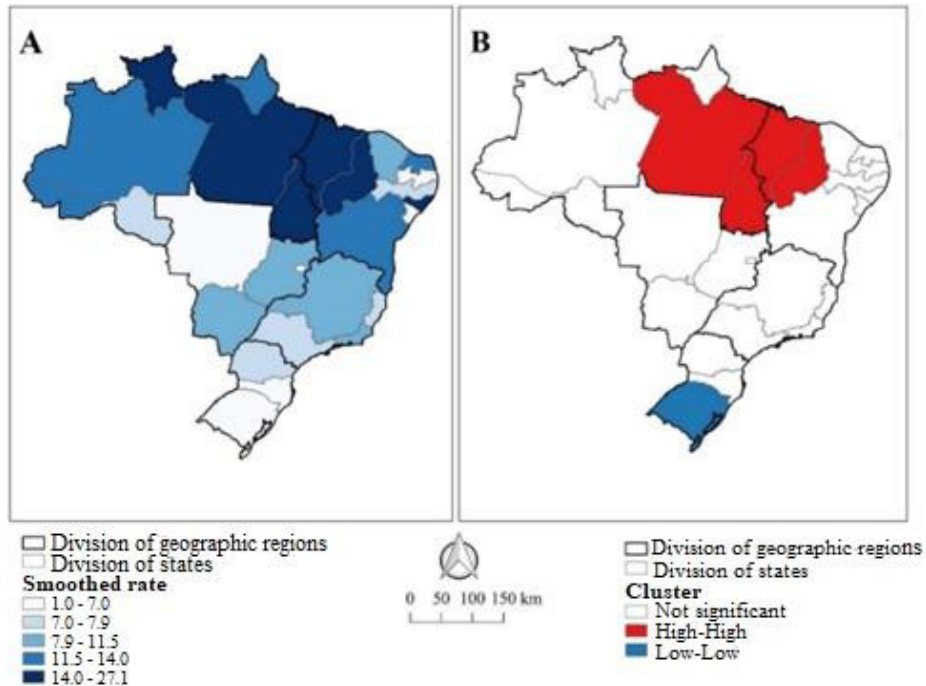 A
B
Division of geographic regions
Division of states
Smoothed rate
1.0 - 7.0
7.0 - 7.9
7.9 - 11.5
11.5 - 14.0
14.0 - 27.1
0 50 100 150 km
Division of geographic regions
Division of states
Cluster
Not significant
High-High
Low-Low